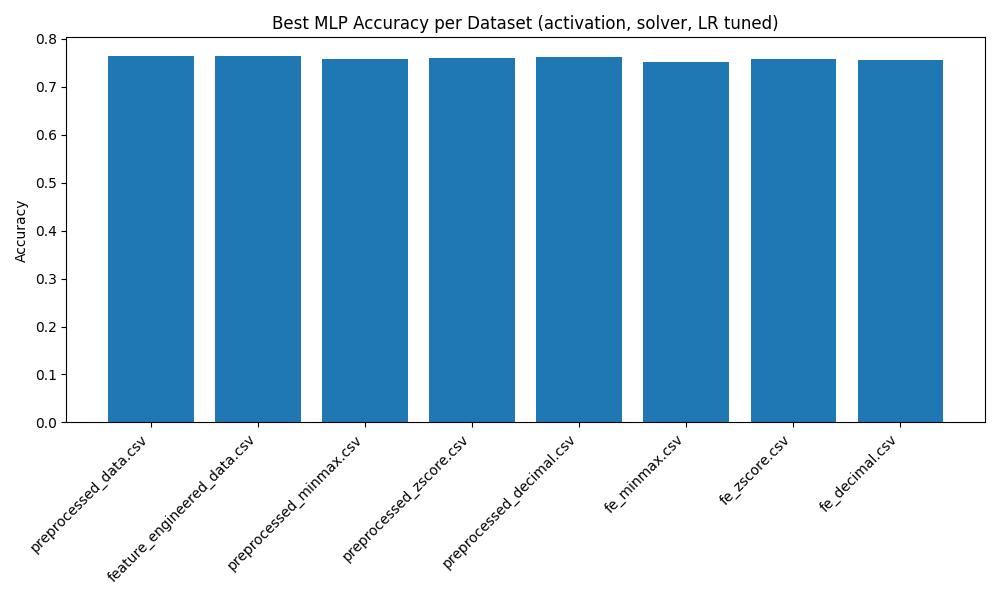 Best MLP Accuracy per Dataset (activation, solver, LR tuned)
Accuracy
0.8
0.7
0.6
0.5
0.4
0.3
0.2
0.1
0.0
preprocessed_data.csv
feature_engineered_data.csv
preprocessed_minmax.csv
preprocessed_zscore.csv
preprocessed_decimal.csv
fe_minmax.csv
fe_zscore.csv
fe_decimal.csv